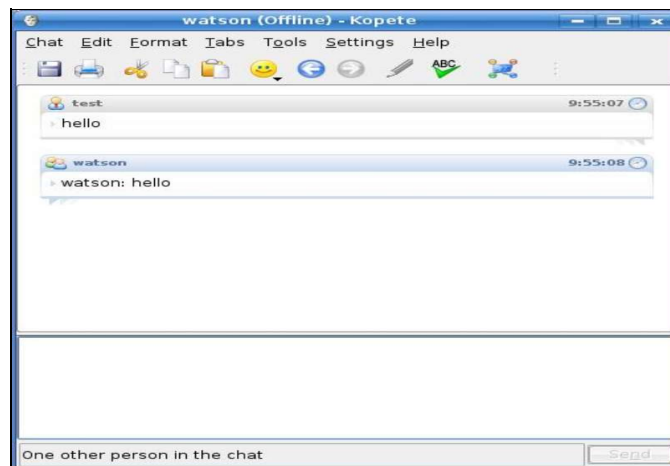 watson (Offline) - Kopete
Chat Edit Format Tabs Tools Settings Help
ABC
test 9:55:07
hello
watson 9:55:08
watson: hello
One other person in the chat
Send